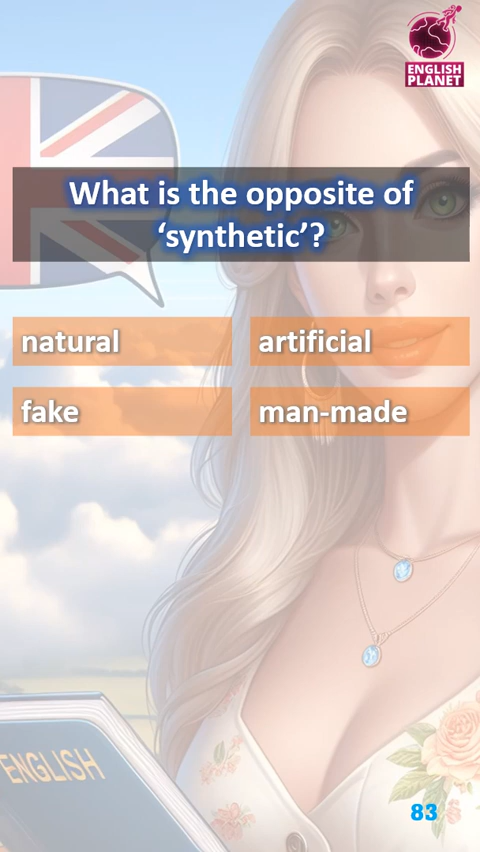 ENGLISH
PLANET
What is the opposite of
‘synthetic’?
natural
artificial
fake
man-made
ENGLISH
83